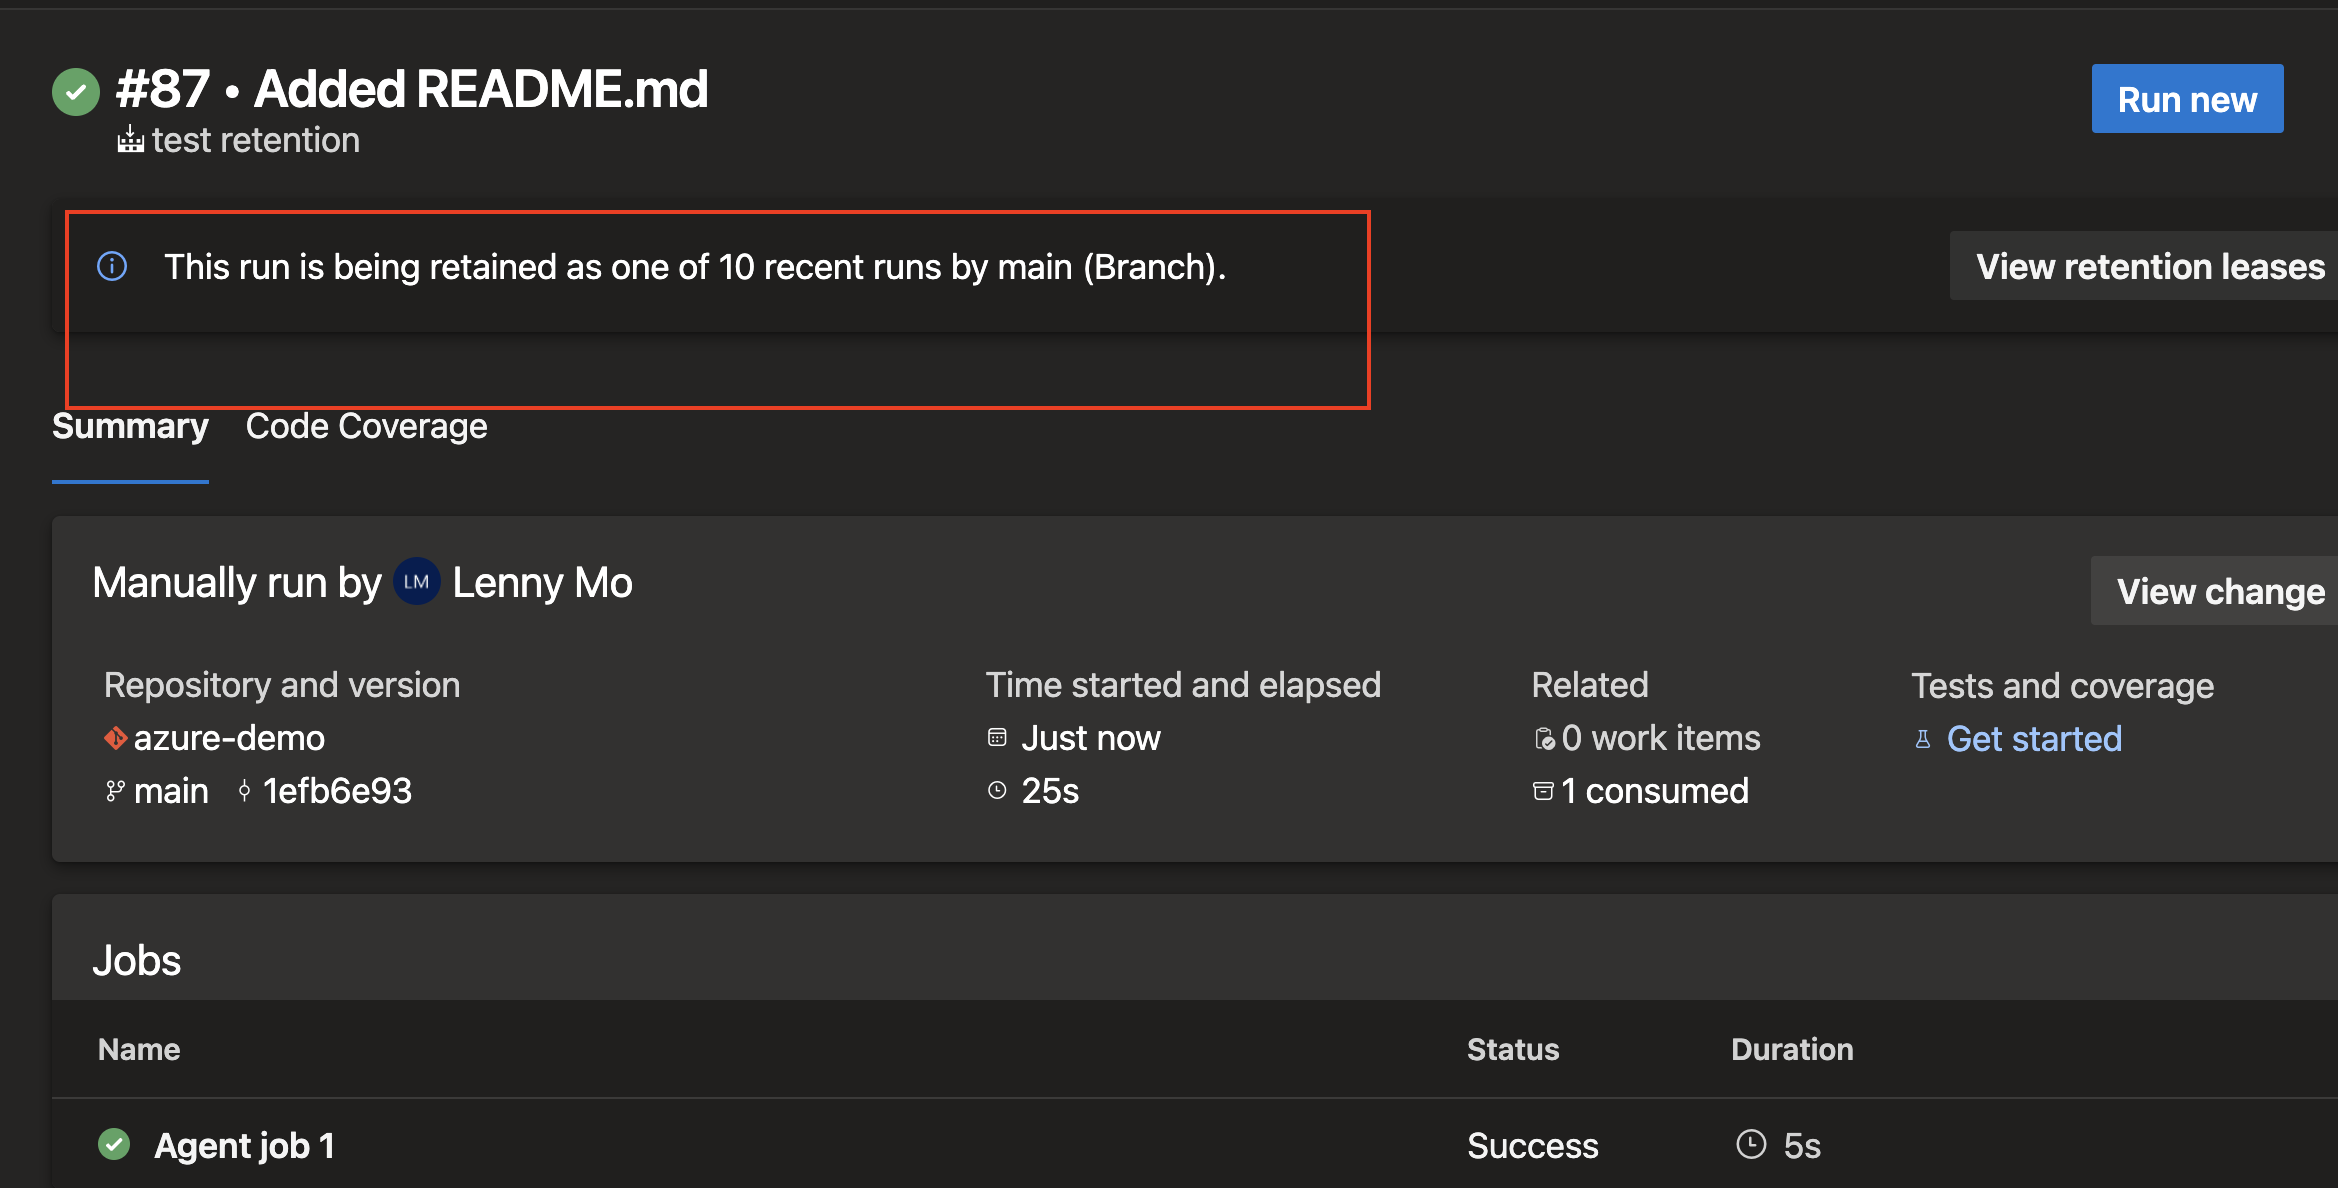 #87 • Added README.md
test retention
Run new
This run is being retained as one of 10 recent runs by main (Branch).
View retention leases
Summary Code Coverage
Manually run by LM Lenny Mo
View change
Repository and version
azure-demo
main 1efb6e93
Time started and elapsed
Just now
25s
Related
0 work items
1 consumed
Tests and coverage
Get started
Jobs
Name Status Duration
Agent job 1 Success 5s